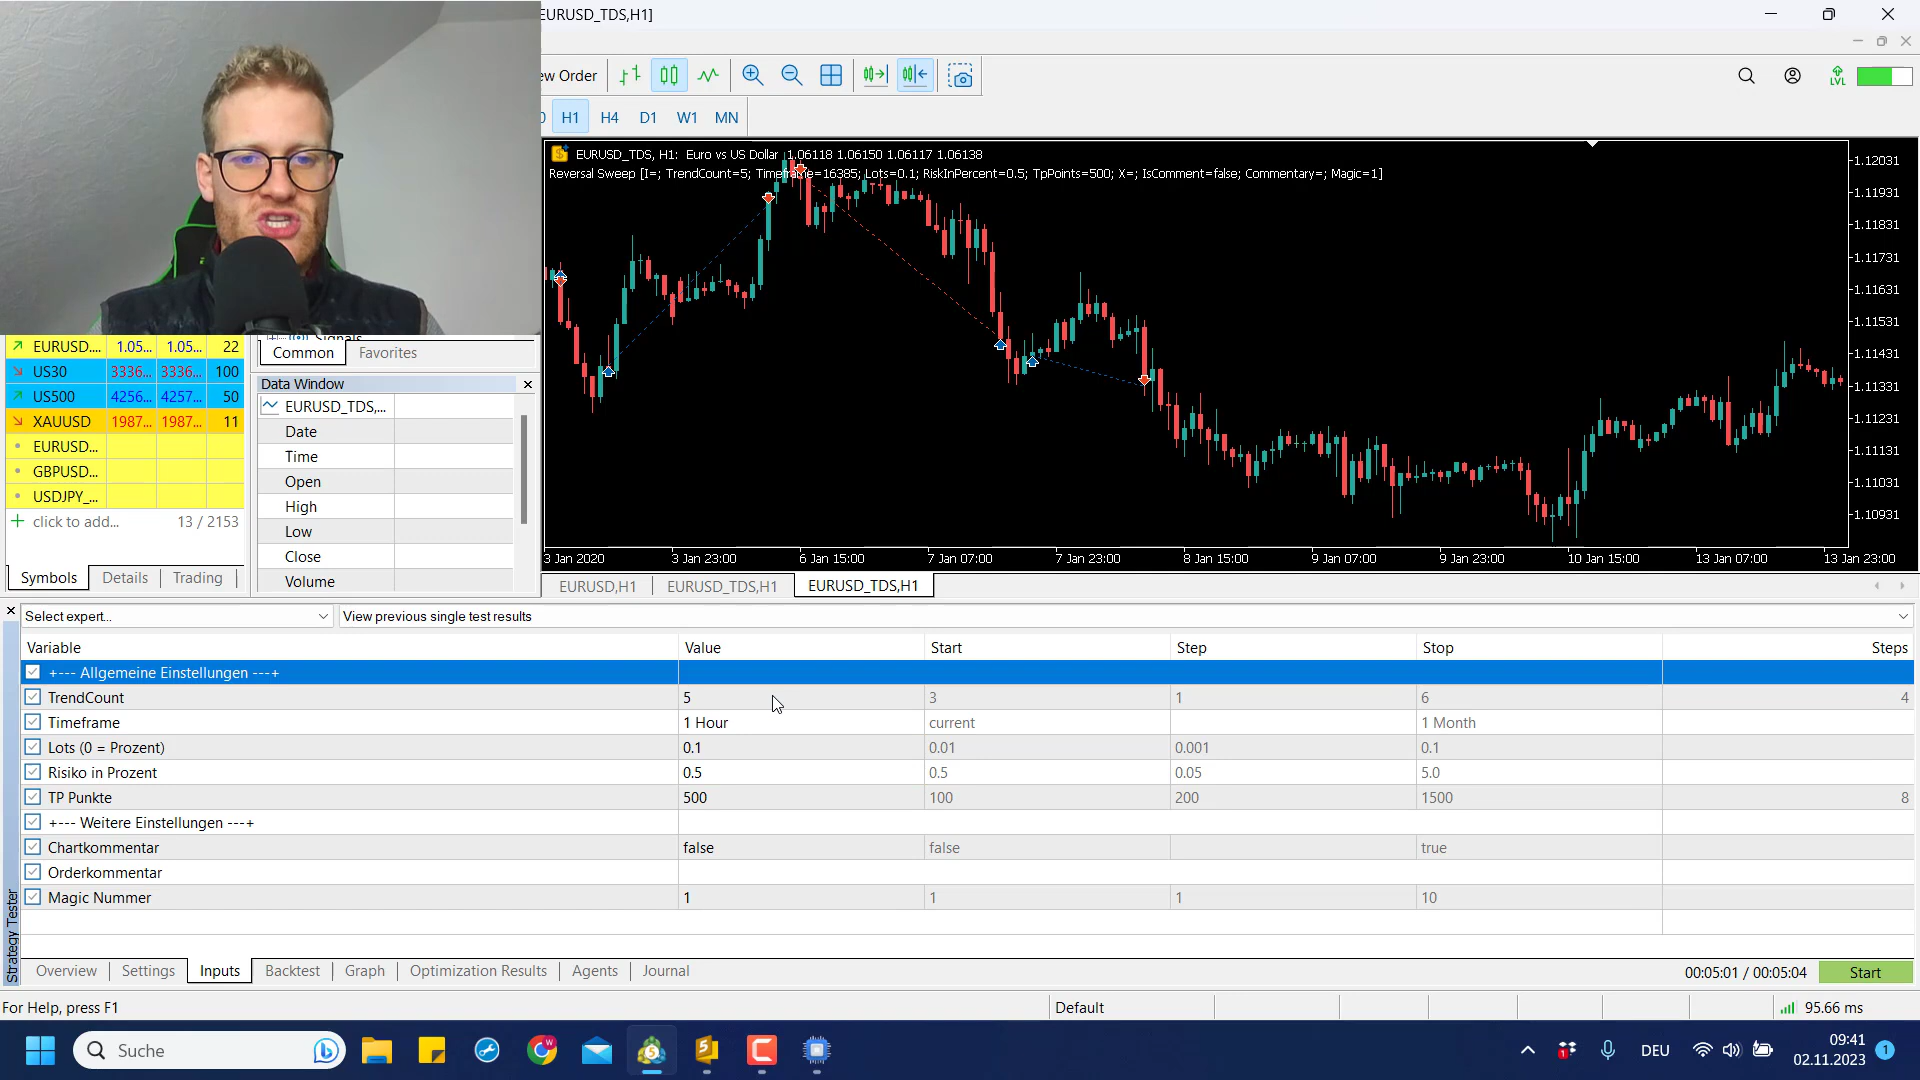 EURUSD_TDS,H1]
ew Order
LVL
H1 H4 D1 W1 MN
EURUSD_TDS, H1: Euro vs US Dollar 1.06118 1.06150 1.06117 1.06138
Reversal Sweep [I=; TrendCount=5; Timeframe=16385; Lots=0.1; RiskInPercent=0.5; TpPoints=500; X=; IsComment=false; Commentary=; Magic=1]
1.12031
1.11931
1.11831
1.11731
1.11631
1.11531
1.11431
1.11331
1.11231
1.11131
1.11031
1.10931
3 Jan 2020 3 Jan 23:00 6 Jan 15:00 7 Jan 07:00 7 Jan 23:00 8 Jan 15:00 9 Jan 07:00 9 Jan 23:00 10 Jan 15:00 13 Jan 07:00 13 Jan 23:00
EURUSD,H1 EURUSD_TDS,H1 EURUSD_TDS,H1
EURUSD.... 1.05... 1.05... 22
US30 3336... 3336... 100
US500 4256... 4257... 50
XAUUSD 1987... 1987... 11
EURUSD...
GBPUSD...
USDJPY_...
click to add... 13 / 2153
Symbols Details Trading
Signals
Common Favorites
Data Window
EURUSD_TDS,...
Date
Time
Open
High
Low
Close
Volume
Select expert... View previous single test results
Variable Value Start Step Stop Steps
+--- Allgemeine Einstellungen ---+
TrendCount 5 3 1 6 4
Timeframe 1 Hour current 1 Month
Lots (0 = Prozent) 0.1 0.01 0.001 0.1
Risiko in Prozent 0.5 0.5 0.05 5.0
TP Punkte 500 100 200 1500 8
+--- Weitere Einstellungen ---+
Chartkommentar false false true
Orderkommentar
Magic Nummer 1 1 1 10
Strategy Tester
Overview Settings Inputs Backtest Graph Optimization Results Agents Journal 00:05:01 / 00:05:04 Start
For Help, press F1 Default 95.66 ms
Suche DEU 09:41
02.11.2023 1